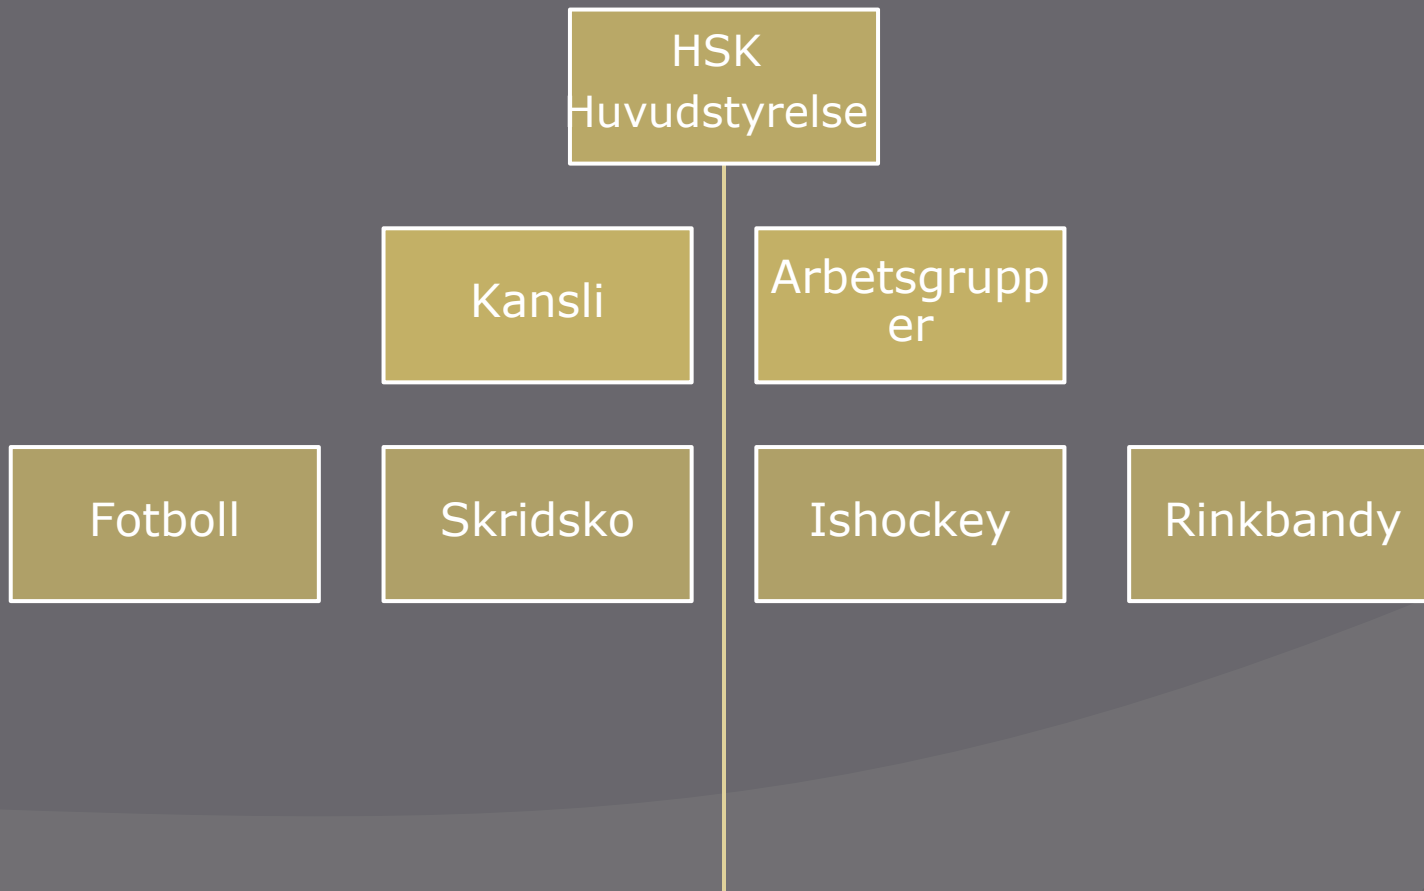 HSK
Huvudstyrelse
Kansli
Arbetsgrupp
er
Fotboll
Skridsko
Ishockey
Rinkbandy